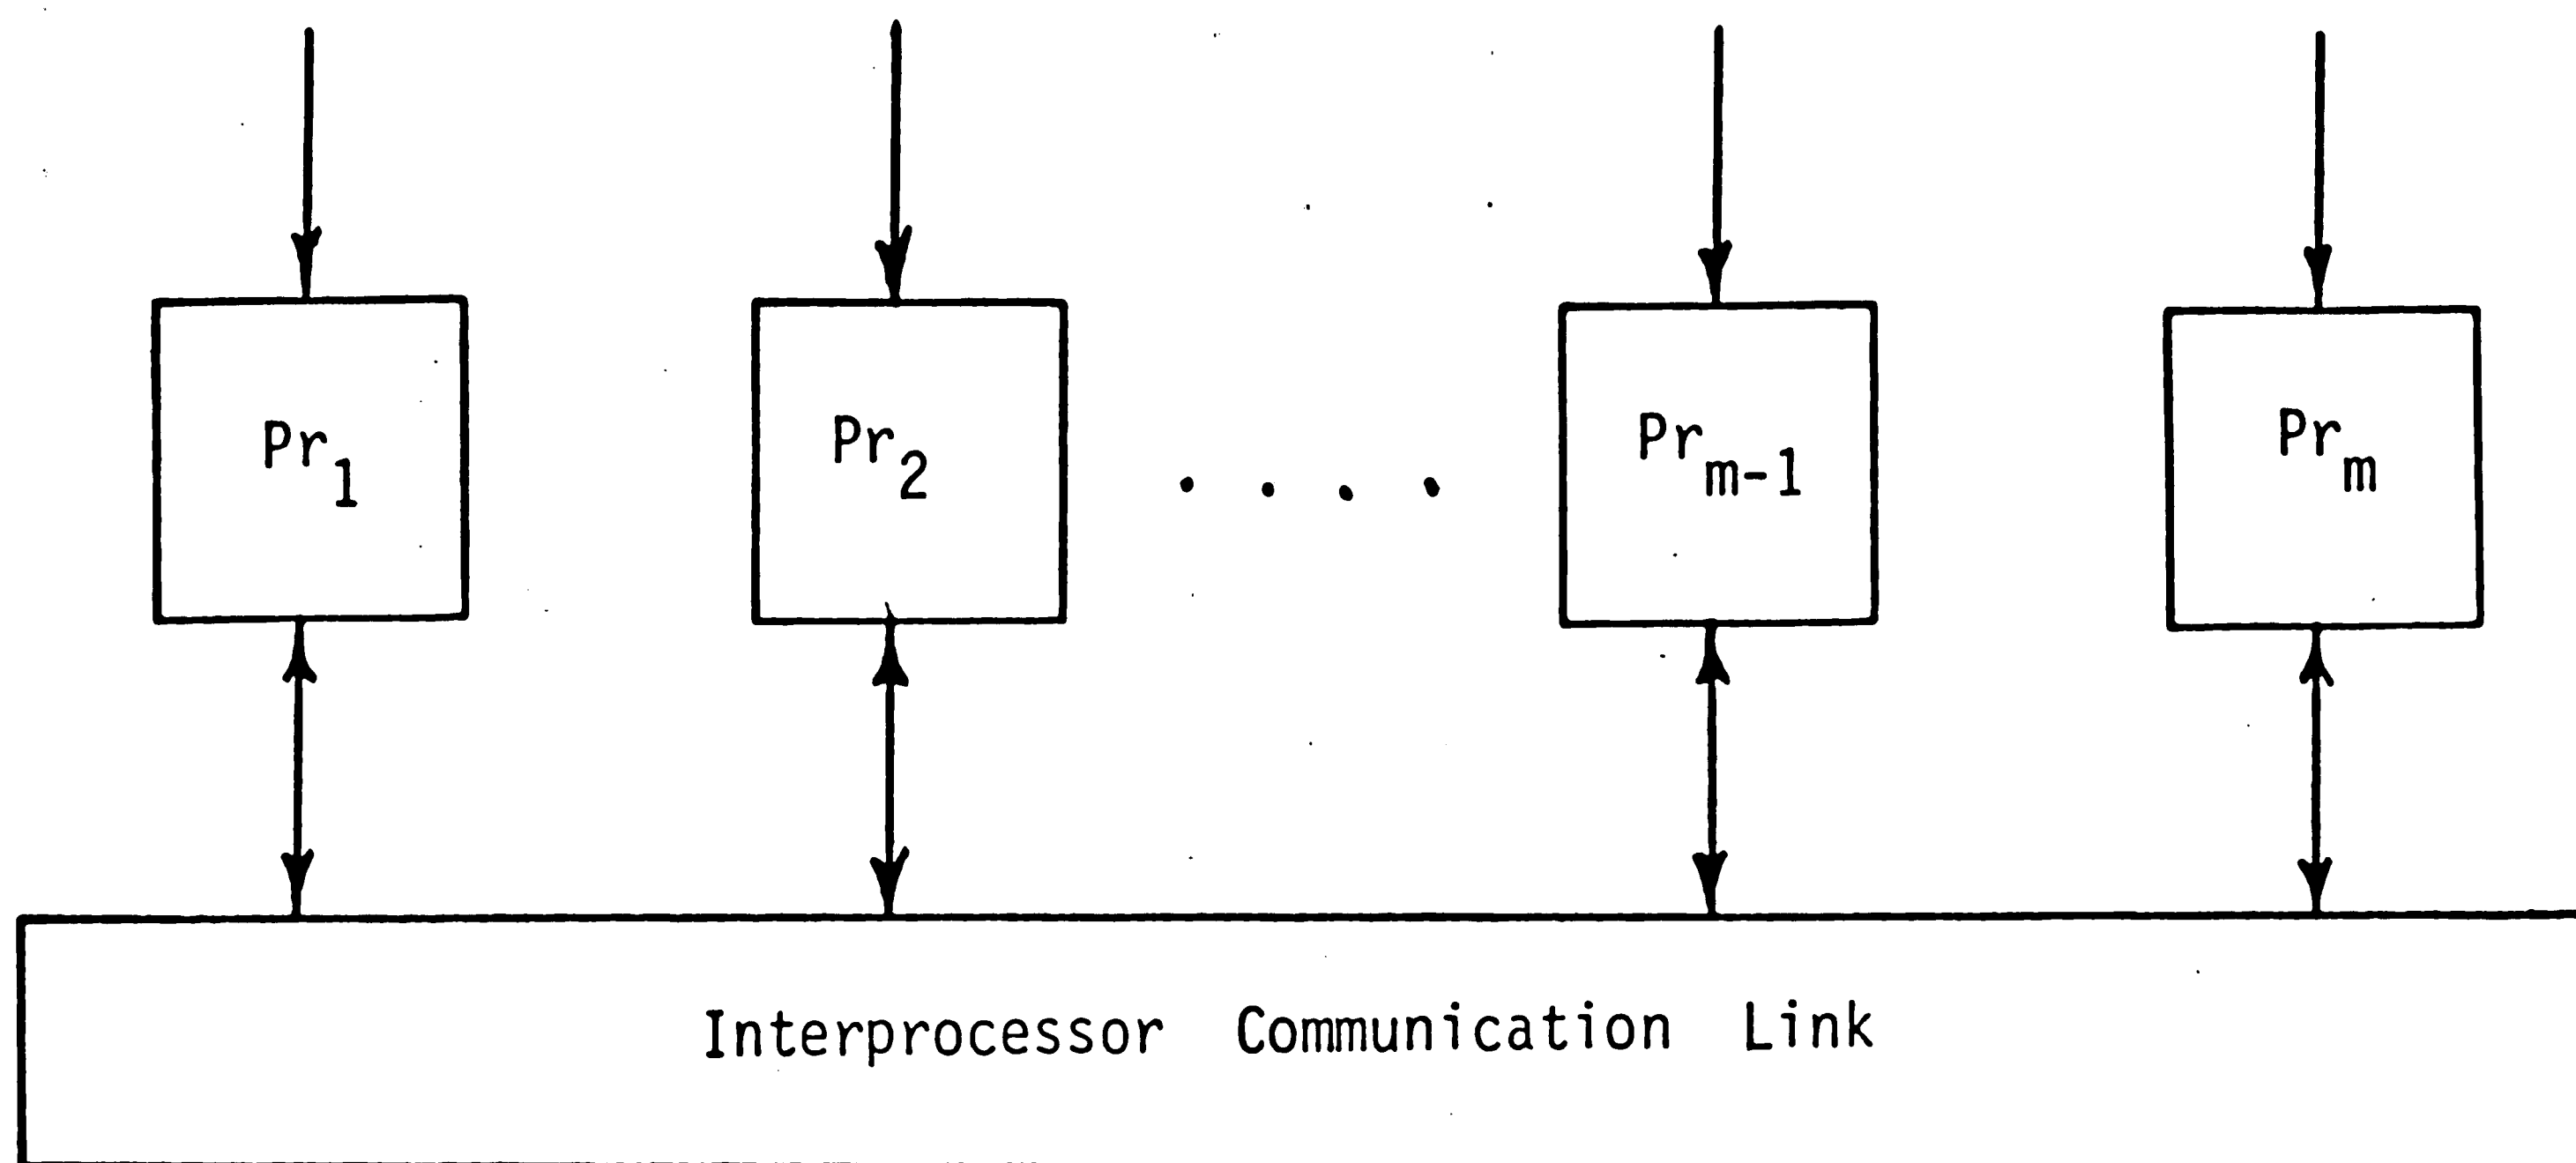 Pr1
Pr2
. . . .
Prm-1
Prm
Interprocessor Communication Link